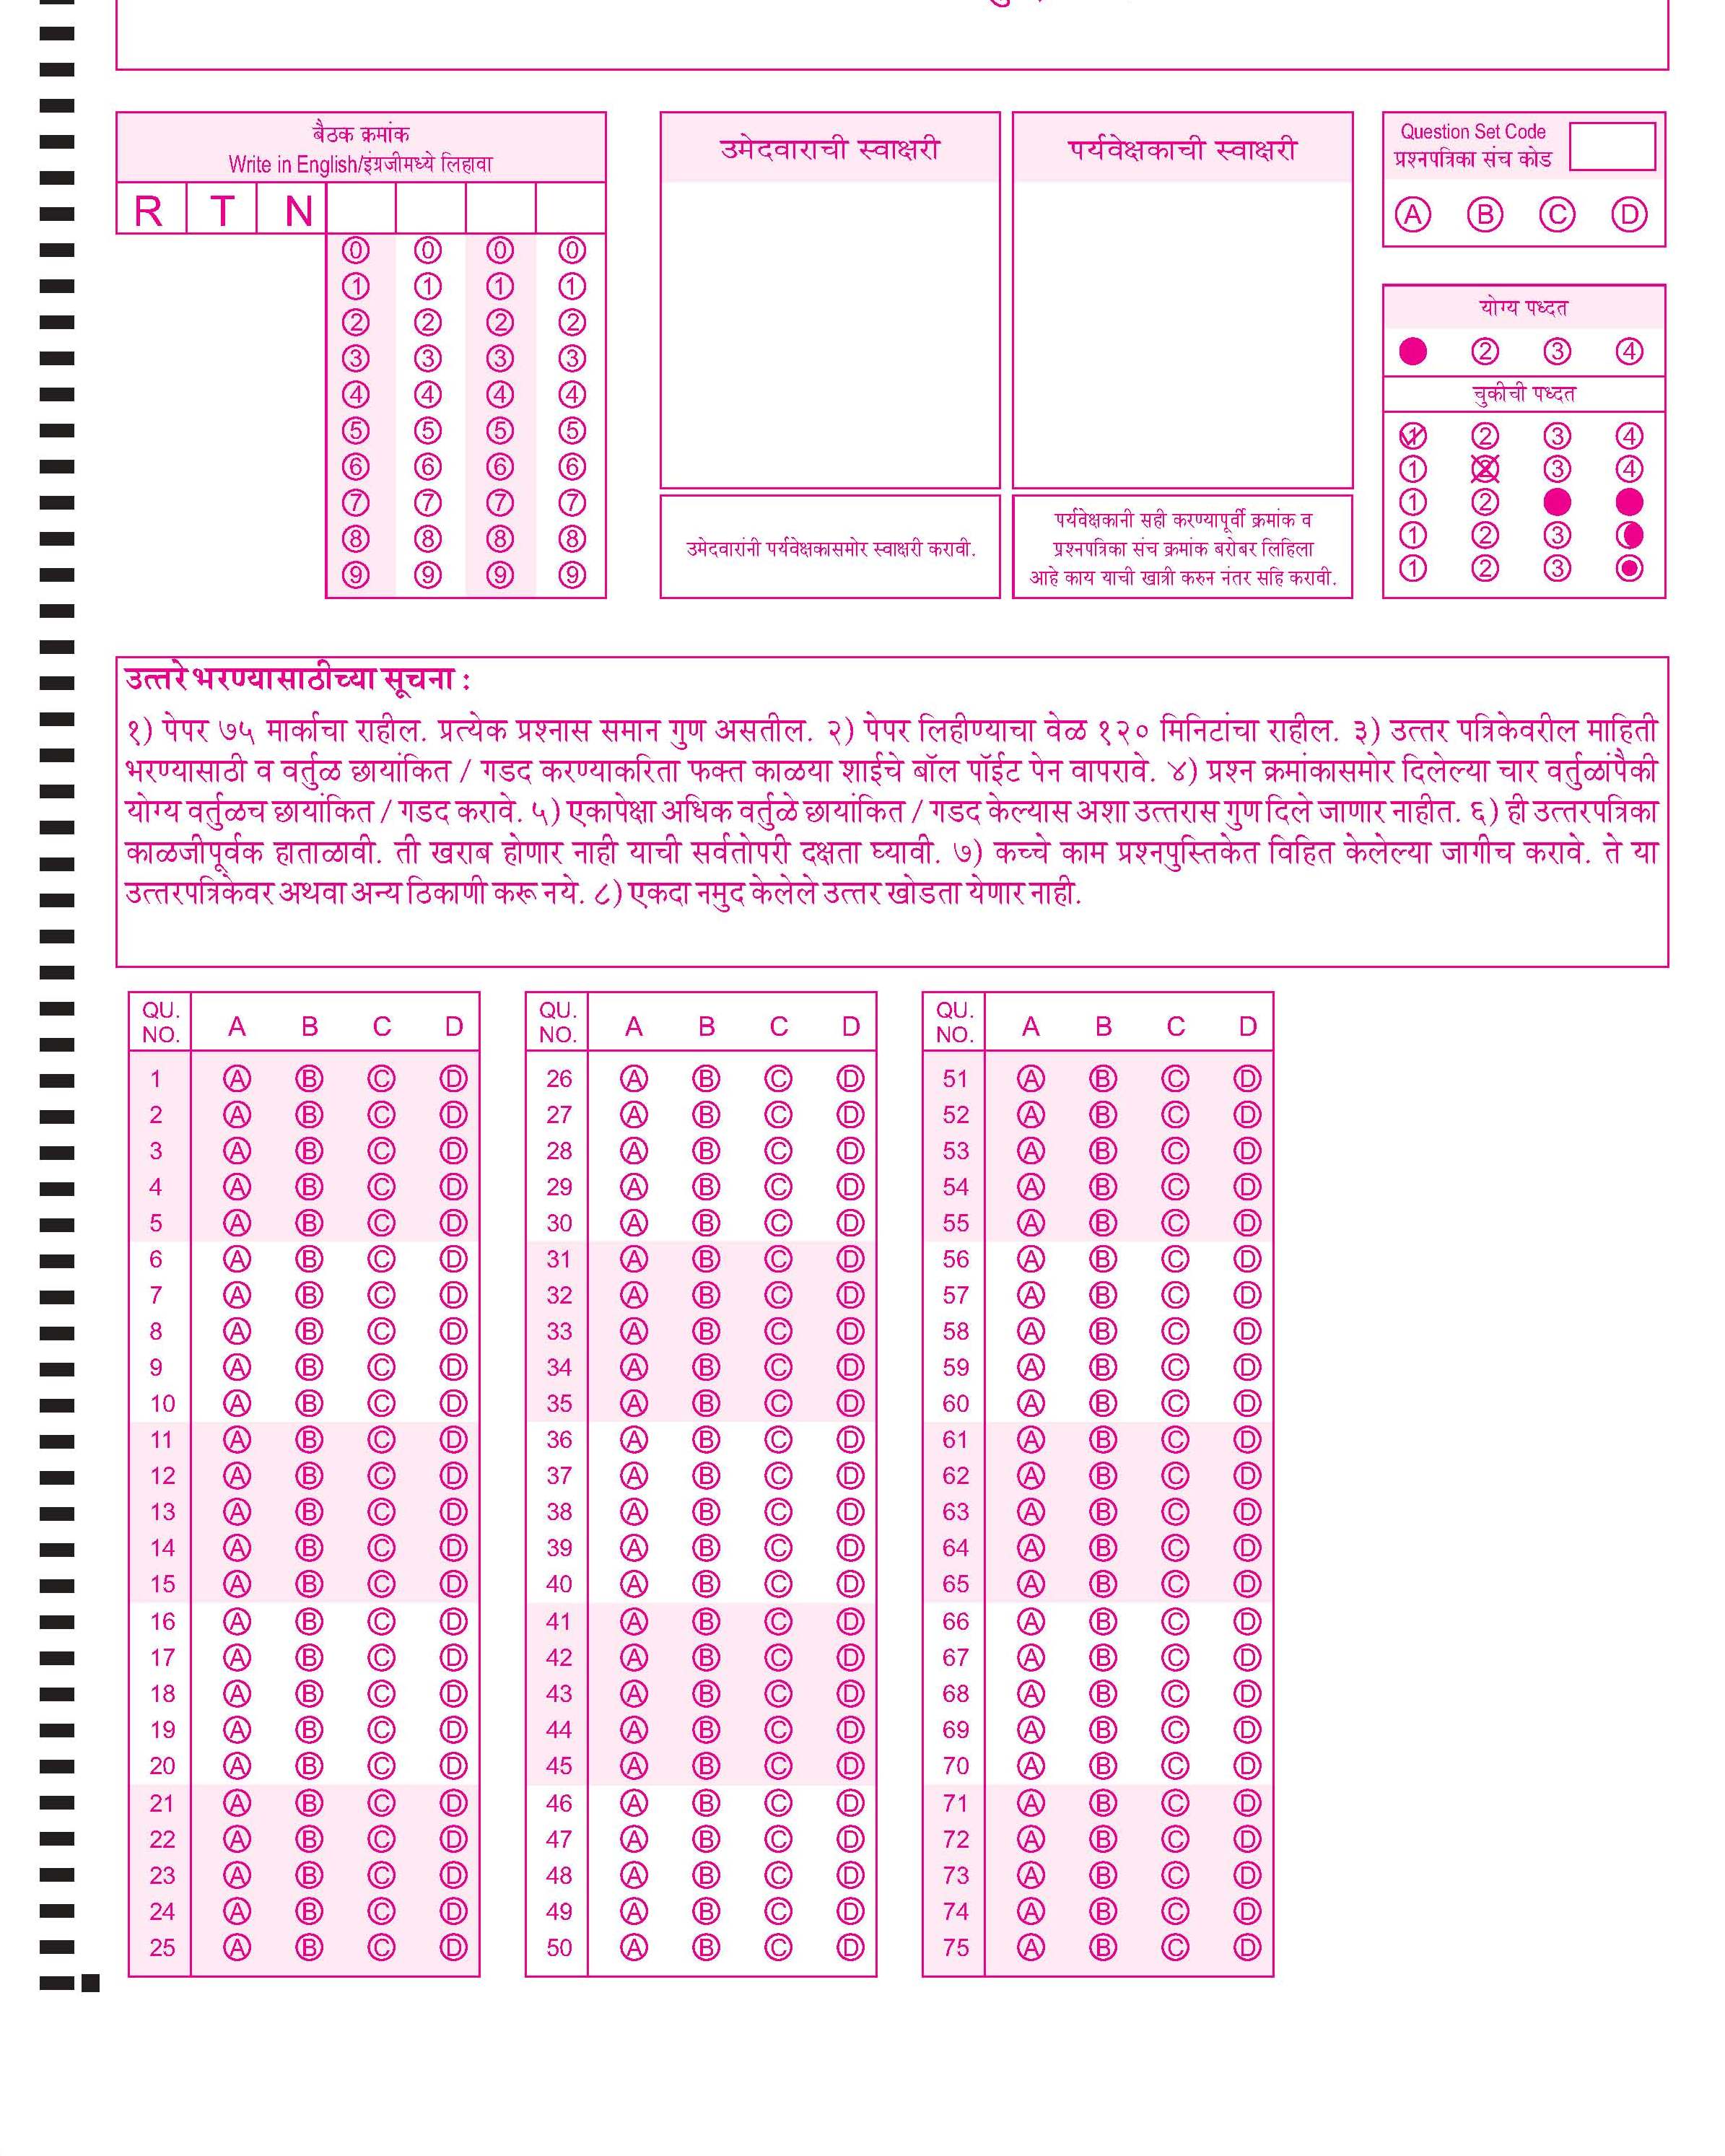 बैठक क्रमांक
Write in English/इंग्रजीमध्ये लिहावा
R T N
0 0 0 0
1 1 1 1
2 2 2 2
3 3 3 3
4 4 4 4
5 5 5 5
6 6 6 6
7 7 7 7
8 8 8 8
9 9 9 9
उमेदवाराची स्वाक्षरी
उमेदवारांनी पर्यवेक्षकासमोर स्वाक्षरी करावी.
पर्यवेक्षकाची स्वाक्षरी
पर्यवेक्षकानी सही करण्यापूर्वी क्रमांक व
प्रश्नपत्रिका संच क्रमांक बरोबर लिहिला
आहे काय याची खात्री करुन नंतर सहि करावी.
Question Set Code
प्रश्नपत्रिका संच कोड
A B C D
योग्य पध्दत
2 3 4
चुकीची पध्दत
1 2 3 4
1 2 3 4
1 2
1 2 3
1 2 3
उत्तरे भरण्यासाठीच्या सूचना :
१) पेपर ७५ मार्काचा राहील. प्रत्येक प्रश्नास समान गुण असतील. २) पेपर लिहीण्याचा वेळ १२० मिनिटांचा राहील. ३) उत्तर पत्रिकेवरील माहिती
भरण्यासाठी व वर्तुळ छायांकित / गडद करण्याकरिता फक्त काळया शाईचे बॉल पॉईट पेन वापरावे. ४) प्रश्न क्रमांकासमोर दिलेल्या चार वर्तुळांपैकी
योग्य वर्तुळच छायांकित / गडद करावे. ५) एकापेक्षा अधिक वर्तुळे छायांकित / गडद केल्यास अशा उत्तरास गुण दिले जाणार नाहीत. ६) ही उत्तरपत्रिका
काळजीपूर्वक हाताळावी. ती खराब होणार नाही याची सर्वतोपरी दक्षता घ्यावी. ७) कच्चे काम प्रश्नपुस्तिकेत विहित केलेल्या जागीच करावे. ते या
उत्तरपत्रिकेवर अथवा अन्य ठिकाणी करू नये. ८) एकदा नमुद केलेले उत्तर खोडता येणार नाही.
QU.
NO. A B C D
1 A B C D
2 A B C D
3 A B C D
4 A B C D
5 A B C D
6 A B C D
7 A B C D
8 A B C D
9 A B C D
10 A B C D
11 A B C D
12 A B C D
13 A B C D
14 A B C D
15 A B C D
16 A B C D
17 A B C D
18 A B C D
19 A B C D
20 A B C D
21 A B C D
22 A B C D
23 A B C D
24 A B C D
25 A B C D
QU.
NO. A B C D
26 A B C D
27 A B C D
28 A B C D
29 A B C D
30 A B C D
31 A B C D
32 A B C D
33 A B C D
34 A B C D
35 A B C D
36 A B C D
37 A B C D
38 A B C D
39 A B C D
40 A B C D
41 A B C D
42 A B C D
43 A B C D
44 A B C D
45 A B C D
46 A B C D
47 A B C D
48 A B C D
49 A B C D
50 A B C D
QU.
NO. A B C D
51 A B C D
52 A B C D
53 A B C D
54 A B C D
55 A B C D
56 A B C D
57 A B C D
58 A B C D
59 A B C D
60 A B C D
61 A B C D
62 A B C D
63 A B C D
64 A B C D
65 A B C D
66 A B C D
67 A B C D
68 A B C D
69 A B C D
70 A B C D
71 A B C D
72 A B C D
73 A B C D
74 A B C D
75 A B C D